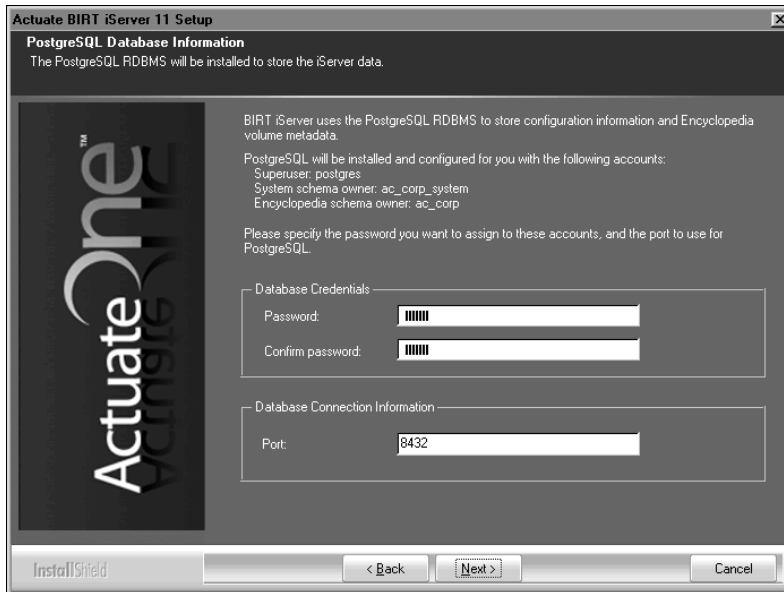 Actuate BIRT iServer 11 Setup
PostgreSQL Database Information
The PostgreSQL RDBMS will be installed to store the iServer data.
ActuateOne™
BIRT iServer uses the PostgreSQL RDBMS to store configuration information and Encyclopedia
volume metadata.
PostgreSQL will be installed and configured for you with the following accounts:
Superuser: postgres
System schema owner: ac_corp_system
Encyclopedia schema owner: ac_corp
Please specify the password you want to assign to these accounts, and the port to use for
PostgreSQL.
Database Credentials
Password:
Confirm password:
Database Connection Information
Port: 8432
InstallShield
< Back
Next >
Cancel